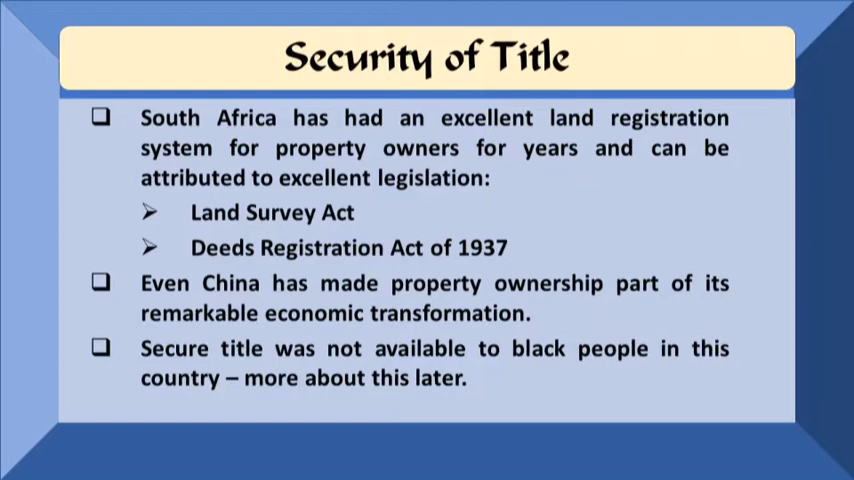 Security of Title
South Africa has had an excellent land registration
system for property owners for years and can be
attributed to excellent legislation:
Land Survey Act
Deeds Registration Act of 1937
Even China has made property ownership part of its
remarkable economic transformation.
Secure title was not available to black people in this
country – more about this later.